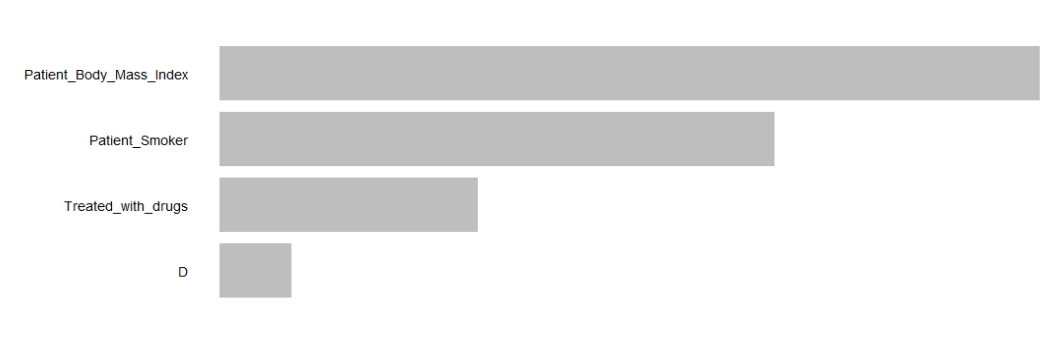 Patient_Body_Mass_Index
Patient_Smoker
Treated_with_drugs
D